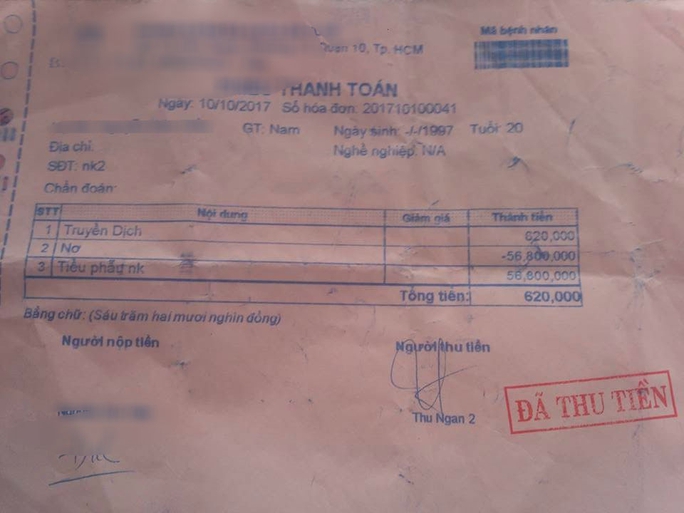 Mã bệnh nhân
Quận 10, Tp. HCM
THANH TOÁN
Ngày: 10/10/2017 Số hóa đơn: 201710100041
GT: Nam Ngày sinh: -/-/1997 Tuổi: 20
Địa chỉ: Nghề nghiệp: N/A
SĐT: nk2
Chẩn đoán:
STT Nội dung Giảm giá Thành tiền
1 Truyền Dịch 620,000
2 Nợ -56,800,000
3 Tiểu phẫu nk 56,800,000
Tổng tiền: 620,000
Bằng chữ: (Sáu trăm hai mươi nghìn đồng)
Người nộp tiền Người thu tiền
Thu Ngan 2
ĐÃ THU TIỀN